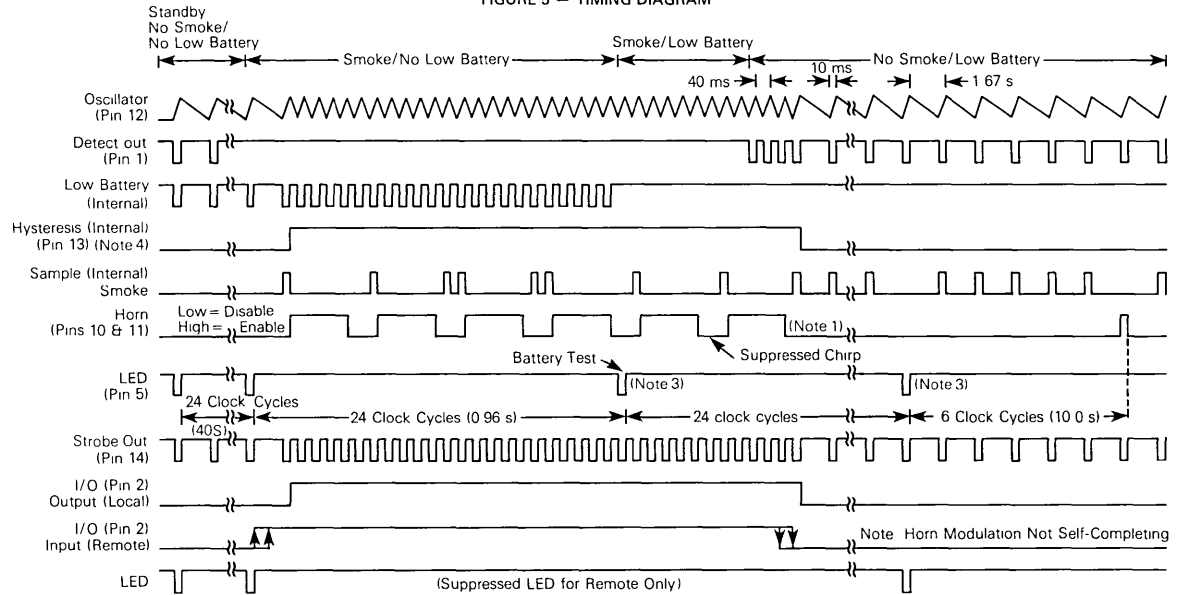 FIGURE 5 — TIMING DIAGRAM
Standby
No Smoke/
No Low Battery
Smoke/No Low Battery
Smoke/Low Battery
No Smoke/Low Battery
40 ms
10 ms
1 67 s
Oscillator
(Pin 12)
Detect out
(Pin 1)
Low Battery
(Internal)
Hysteresis (Internal)
(Pin 13) (Note 4)
Sample (Internal)
Smoke
Horn
(Pins 10 & 11)
Low = Disable
High = Enable
(Note 1)
Suppressed Chirp
Battery Test
LED
(Pin 5)
(Note 3)
(Note 3)
24 Clock Cycles
(40S)
24 Clock Cycles (0 96 s)
24 clock cycles
6 Clock Cycles (10 0 s)
Strobe Out
(Pin 14)
I/O (Pin 2)
Output (Local)
I/O (Pin 2)
Input (Remote)
Note Horn Modulation Not Self-Completing
LED
(Suppressed LED for Remote Only)